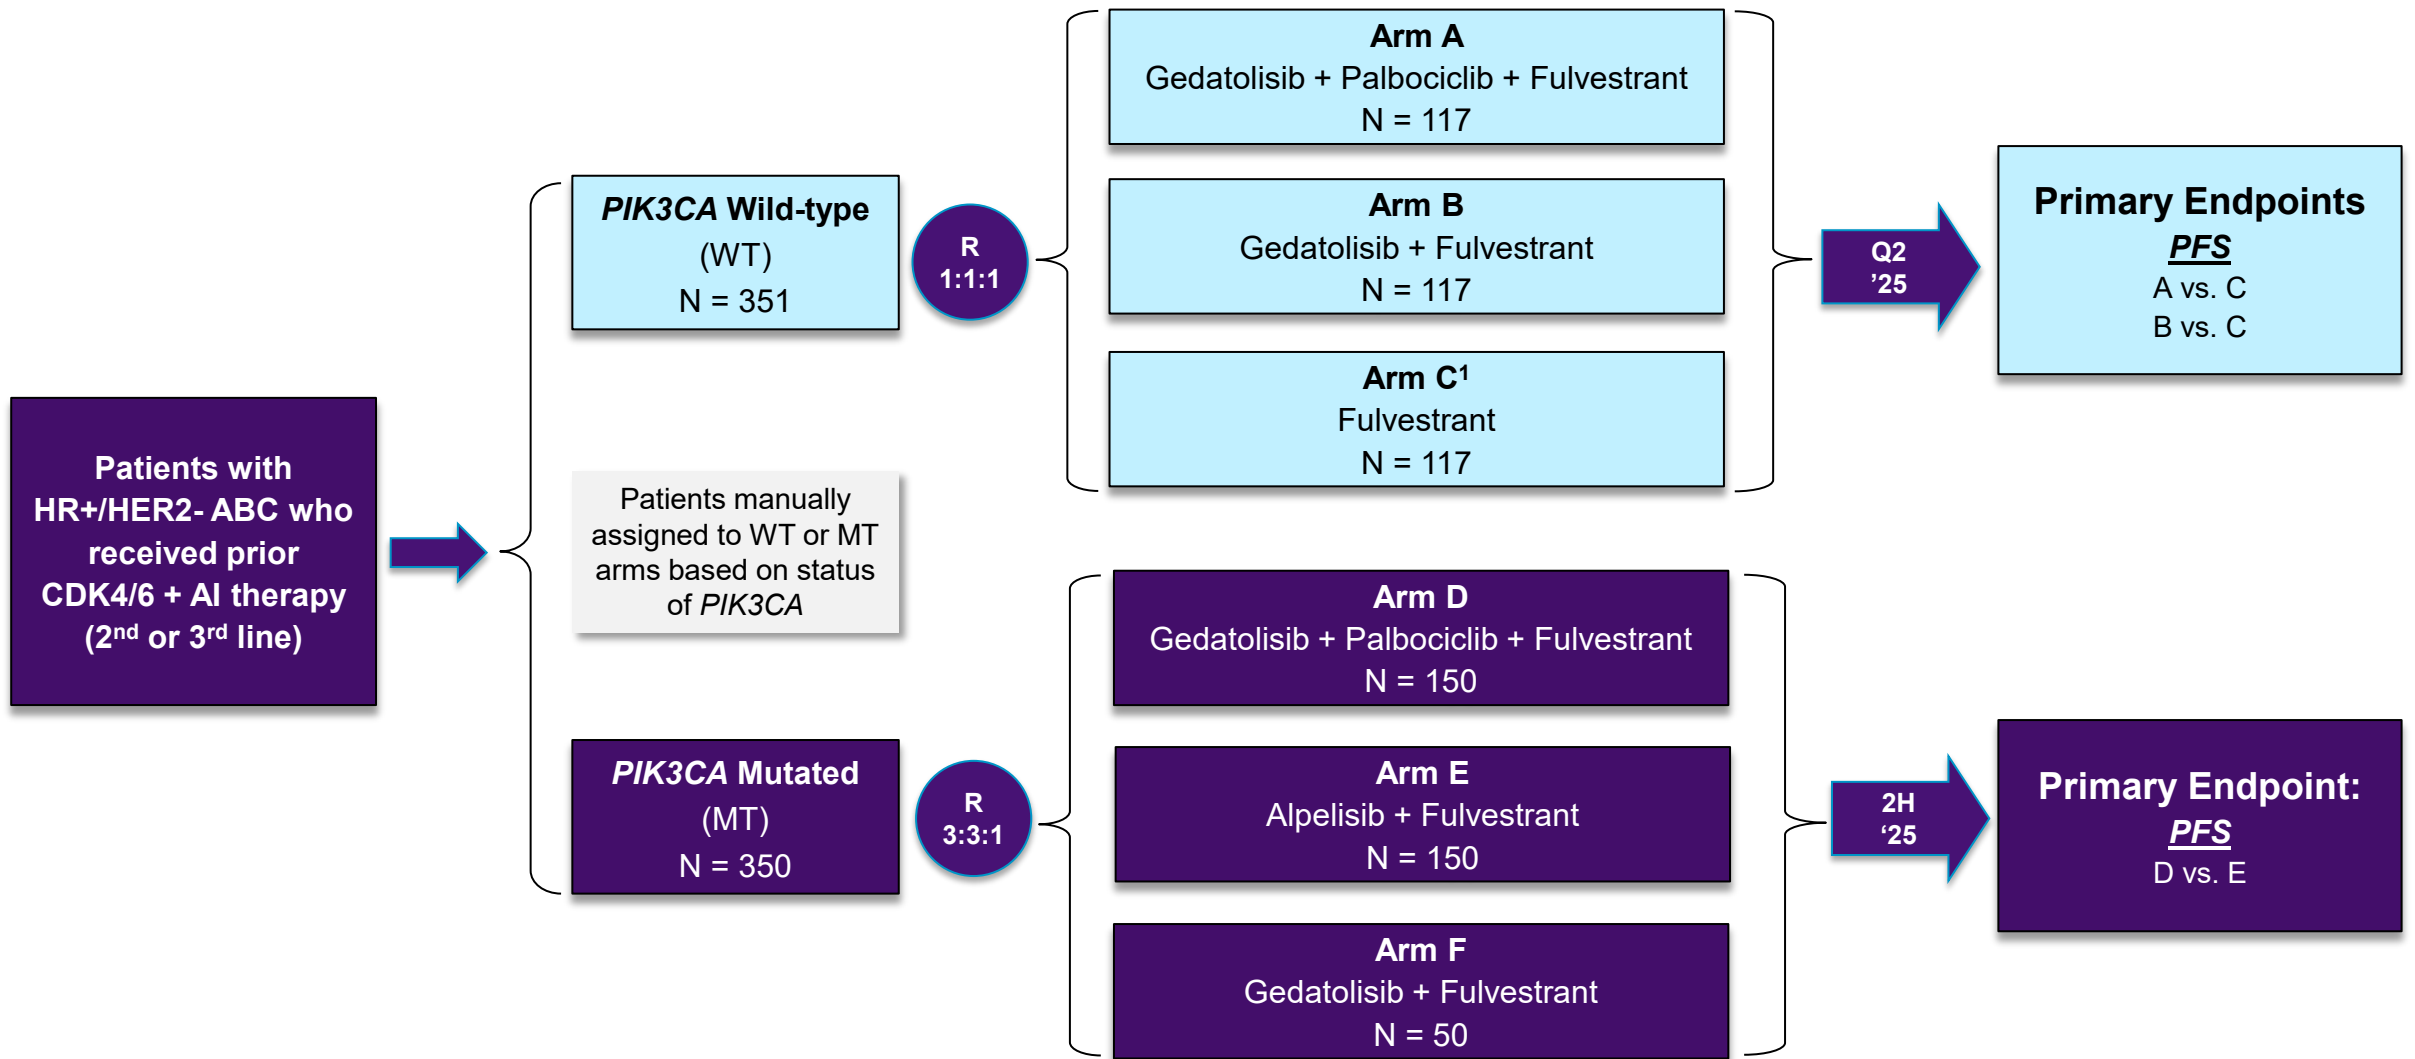 Patients with
HR+/HER2- ABC who
received prior
CDK4/6 + AI therapy
(2nd or 3rd line)
PIK3CA Wild-type
(WT)
N = 351
Patients manually
assigned to WT or MT
arms based on status
of PIK3CA
PIK3CA Mutated
(MT)
N = 350
R
1:1:1
R
3:3:1
Arm A
Gedatolisib + Palbociclib + Fulvestrant
N = 117
Arm B
Gedatolisib + Fulvestrant
N = 117
Arm C¹
Fulvestrant
N = 117
Arm D
Gedatolisib + Palbociclib + Fulvestrant
N = 150
Arm E
Alpelisib + Fulvestrant
N = 150
Arm F
Gedatolisib + Fulvestrant
N = 50
Q2
’25
2H
‘25
Primary Endpoints
PFS
A vs. C
B vs. C
Primary Endpoint:
PFS
D vs. E